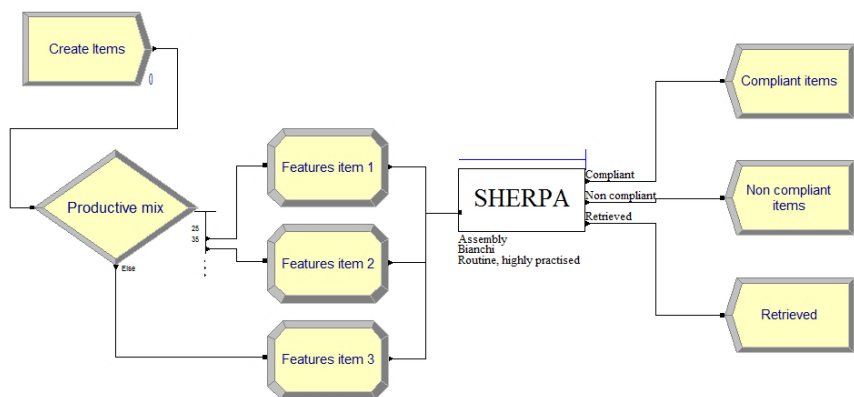 Create Items
0
Productive mix
25
35
Else
Features item 1
Features item 2
Features item 3
SHERPA
Assembly
Bianchi
Routine, highly practised
Compliant
Non compliant
Retrieved
Compliant items
Non compliant
items
Retrieved